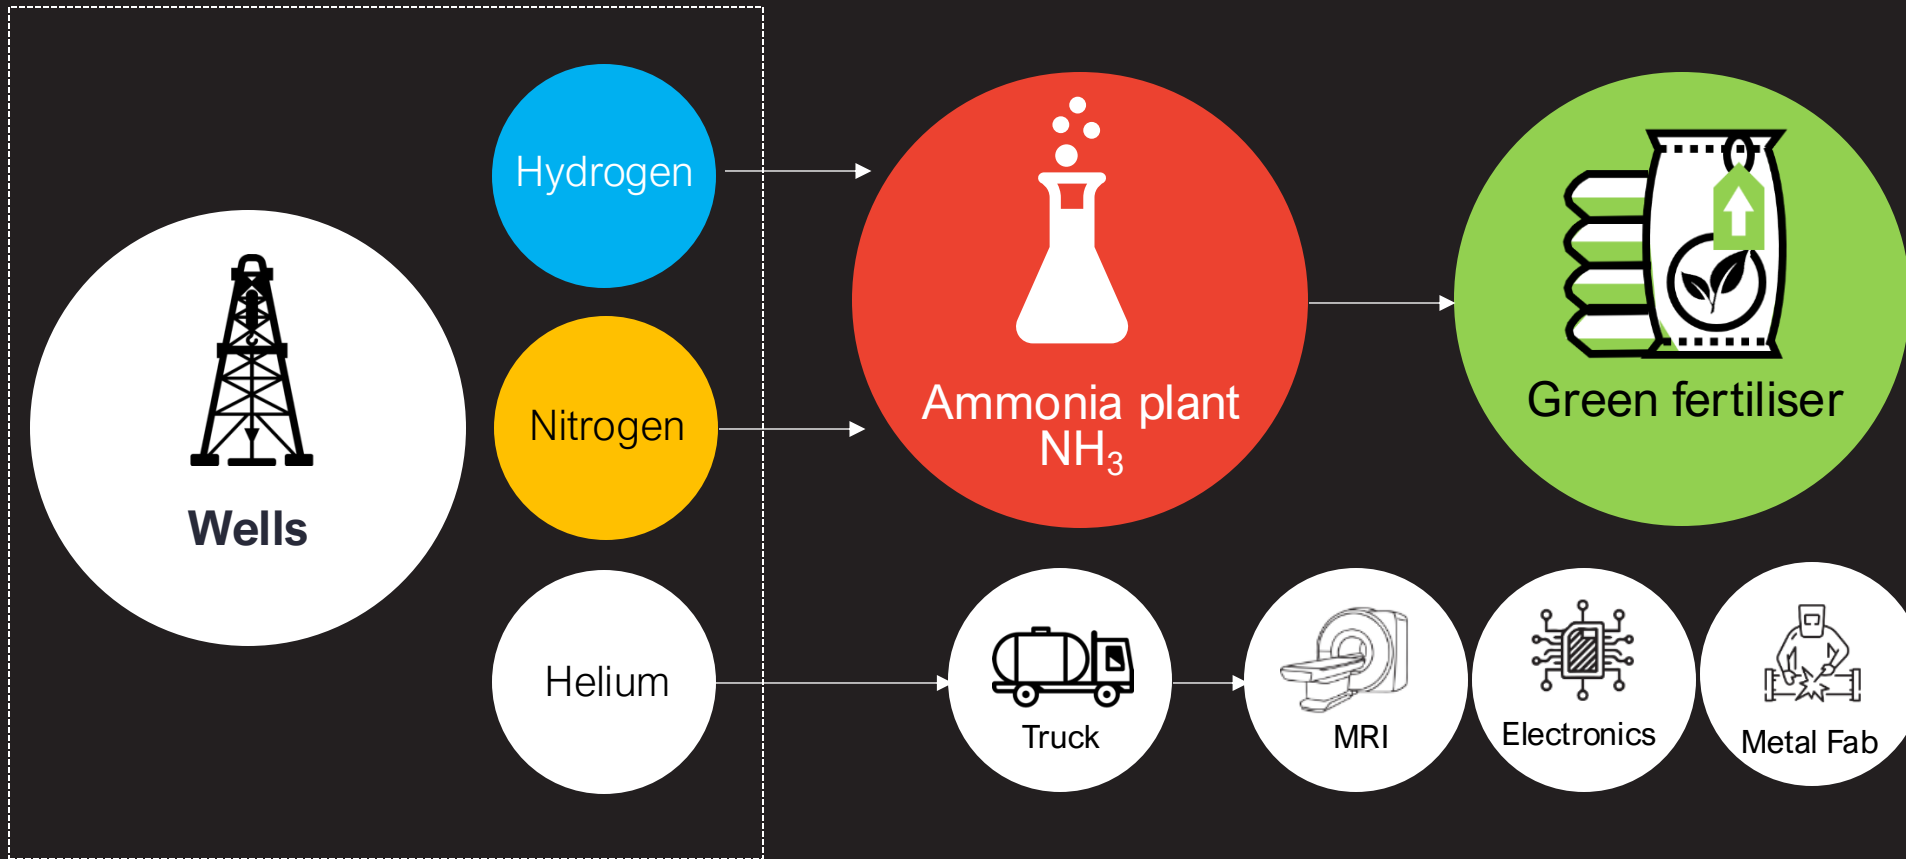 Wells
Hydrogen
Nitrogen
Helium
Ammonia plant
NH₃
Green fertiliser
Truck
MRI
Electronics
Metal Fab